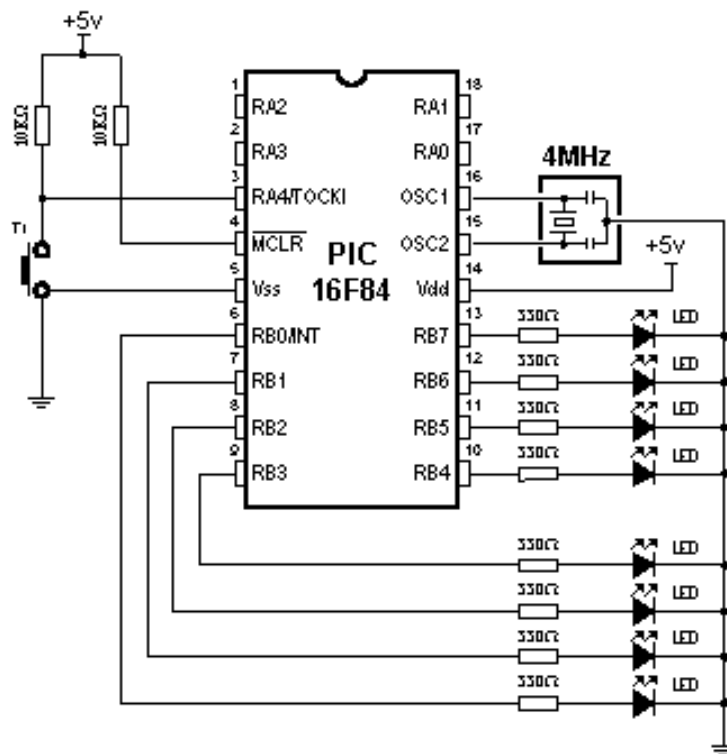 +5v
10KΩ
10KΩ
T1
1
RA2
2
RA3
3
RA4/TOCKI
4
MCLR
5
Vss
6
RB0/INT
7
RB1
8
RB2
9
RB3
PIC
16F84
18
RA1
17
RA0
16
OSC1
15
OSC2
14
Vdd
13
RB7
12
RB6
11
RB5
10
RB4
4MHz
+5v
330Ω
LED
330Ω
LED
330Ω
LED
330Ω
LED
330Ω
LED
330Ω
LED
330Ω
LED
330Ω
LED